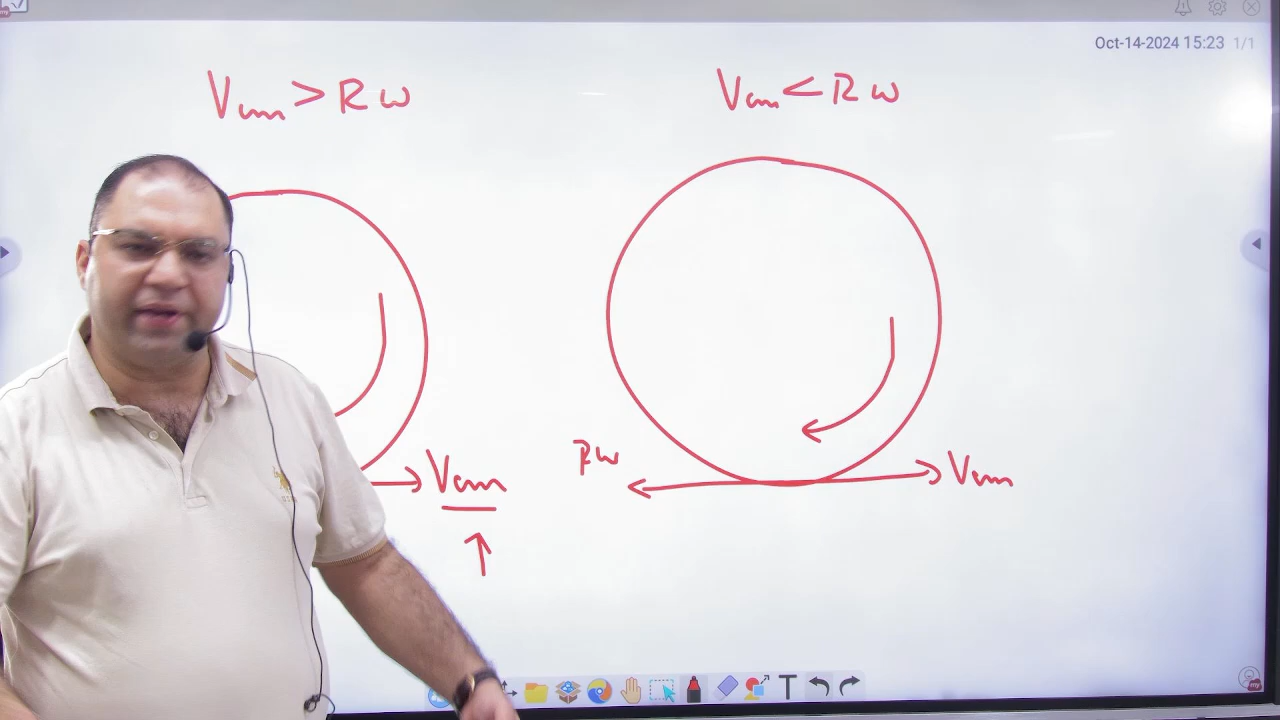 Oct-14-2024 15:23 1/1
Vcm > Rω
Vcm < Rω
Rω
Vcm
Vcm
T